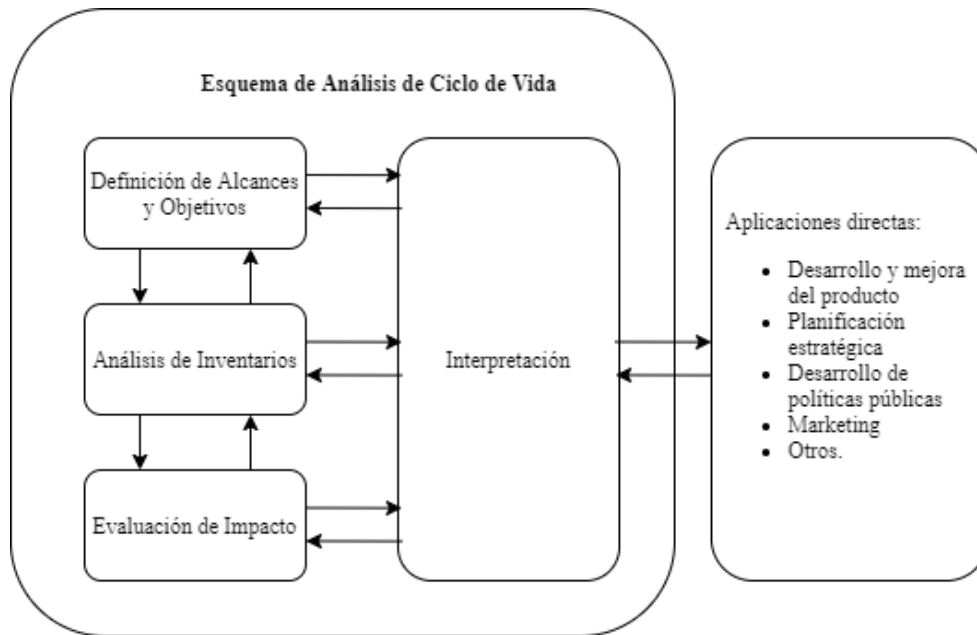 Esquema de Análisis de Ciclo de Vida
Definición de Alcances
y Objetivos
Análisis de Inventarios
Evaluación de Impacto
Interpretación
Aplicaciones directas:
• Desarrollo y mejora
del producto
• Planificación
estratégica
• Desarrollo de
políticas públicas
• Marketing
• Otros.